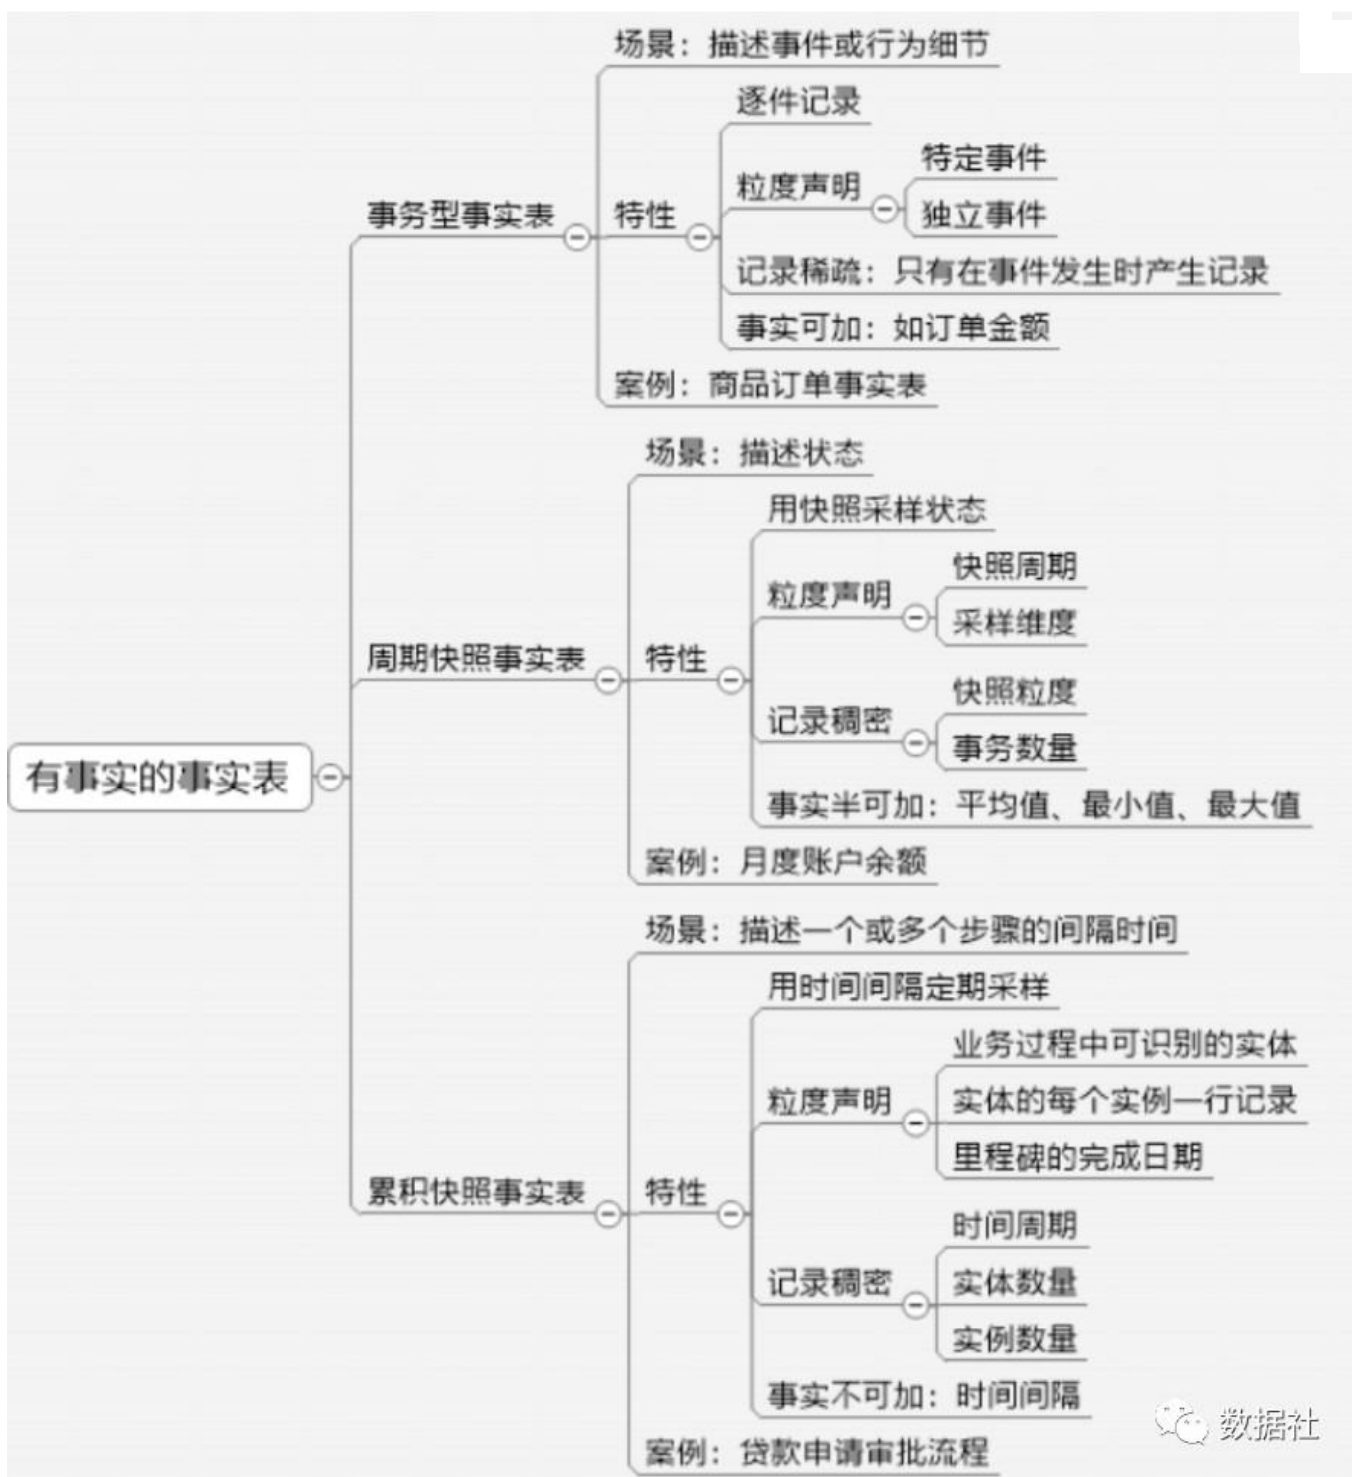 有事实的事实表
事务型事实表
场景：描述事件或行为细节
特性
逐件记录
粒度声明
特定事件
独立事件
记录稀疏：只有在事件发生时产生记录
事实可加：如订单金额
案例：商品订单事实表
周期快照事实表
场景：描述状态
特性
用快照采样状态
粒度声明
快照周期
采样维度
记录稠密
快照粒度
事务数量
事实半可加：平均值、最小值、最大值
案例：月度账户余额
累积快照事实表
场景：描述一个或多个步骤的间隔时间
特性
用时间间隔定期采样
粒度声明
业务过程中可识别的实体
实体的每个实例一行记录
里程碑的完成日期
记录稠密
时间周期
实体数量
实例数量
事实不可加：时间间隔
案例：贷款申请审批流程
数据社